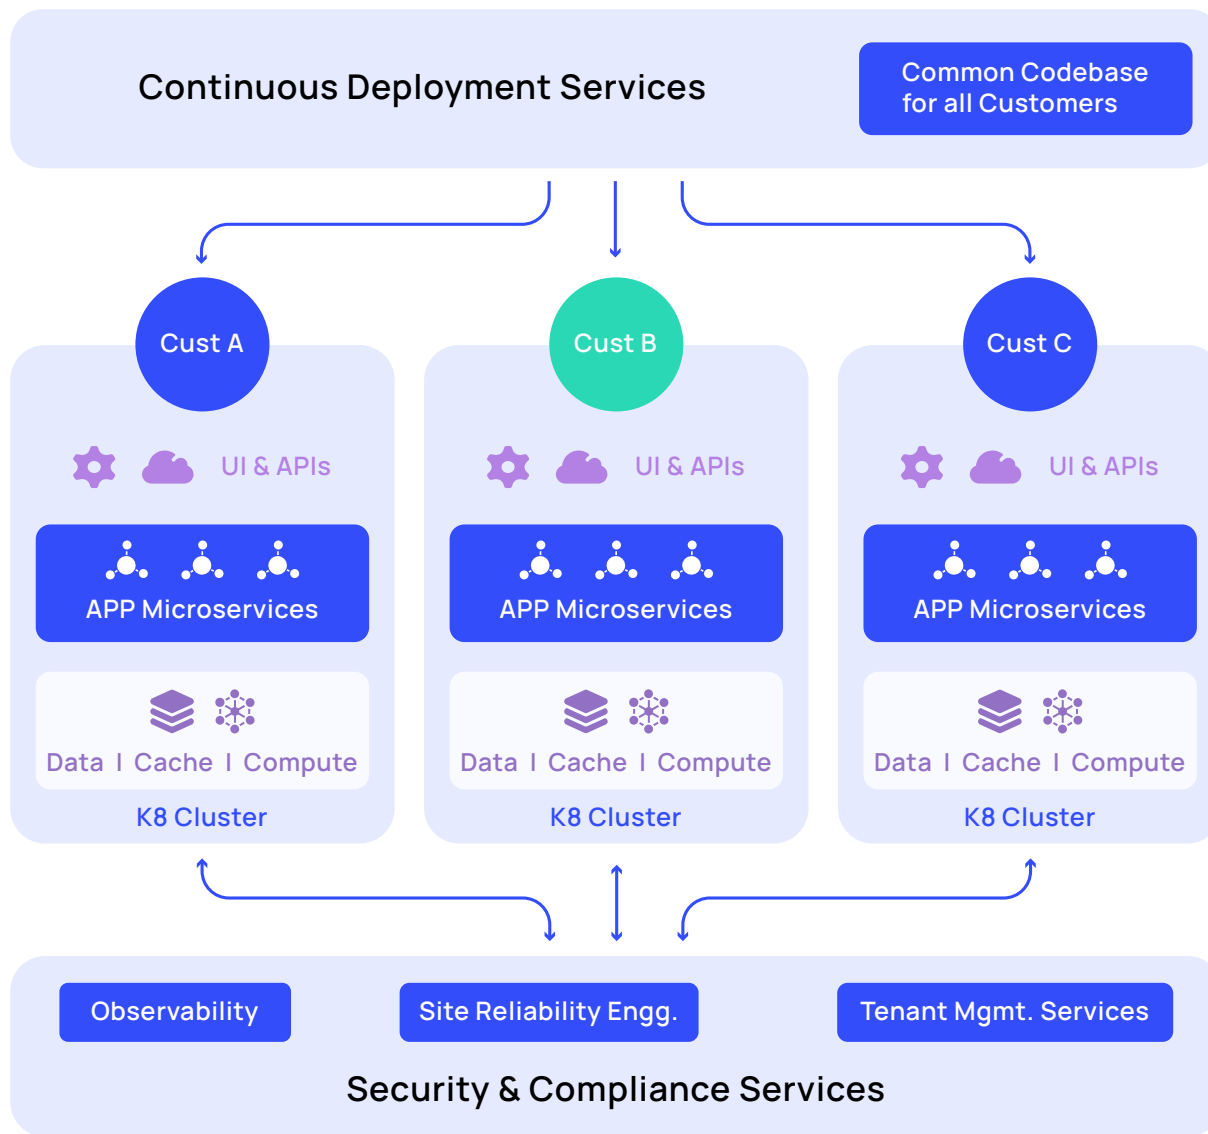 Continuous Deployment Services
Common Codebase
for all Customers
Cust A
Cust B
Cust C
UI & APIs
UI & APIs
UI & APIs
APP Microservices
APP Microservices
APP Microservices
Data | Cache | Compute
Data | Cache | Compute
Data | Cache | Compute
K8 Cluster
K8 Cluster
K8 Cluster
Observability
Site Reliability Engg.
Tenant Mgmt. Services
Security & Compliance Services